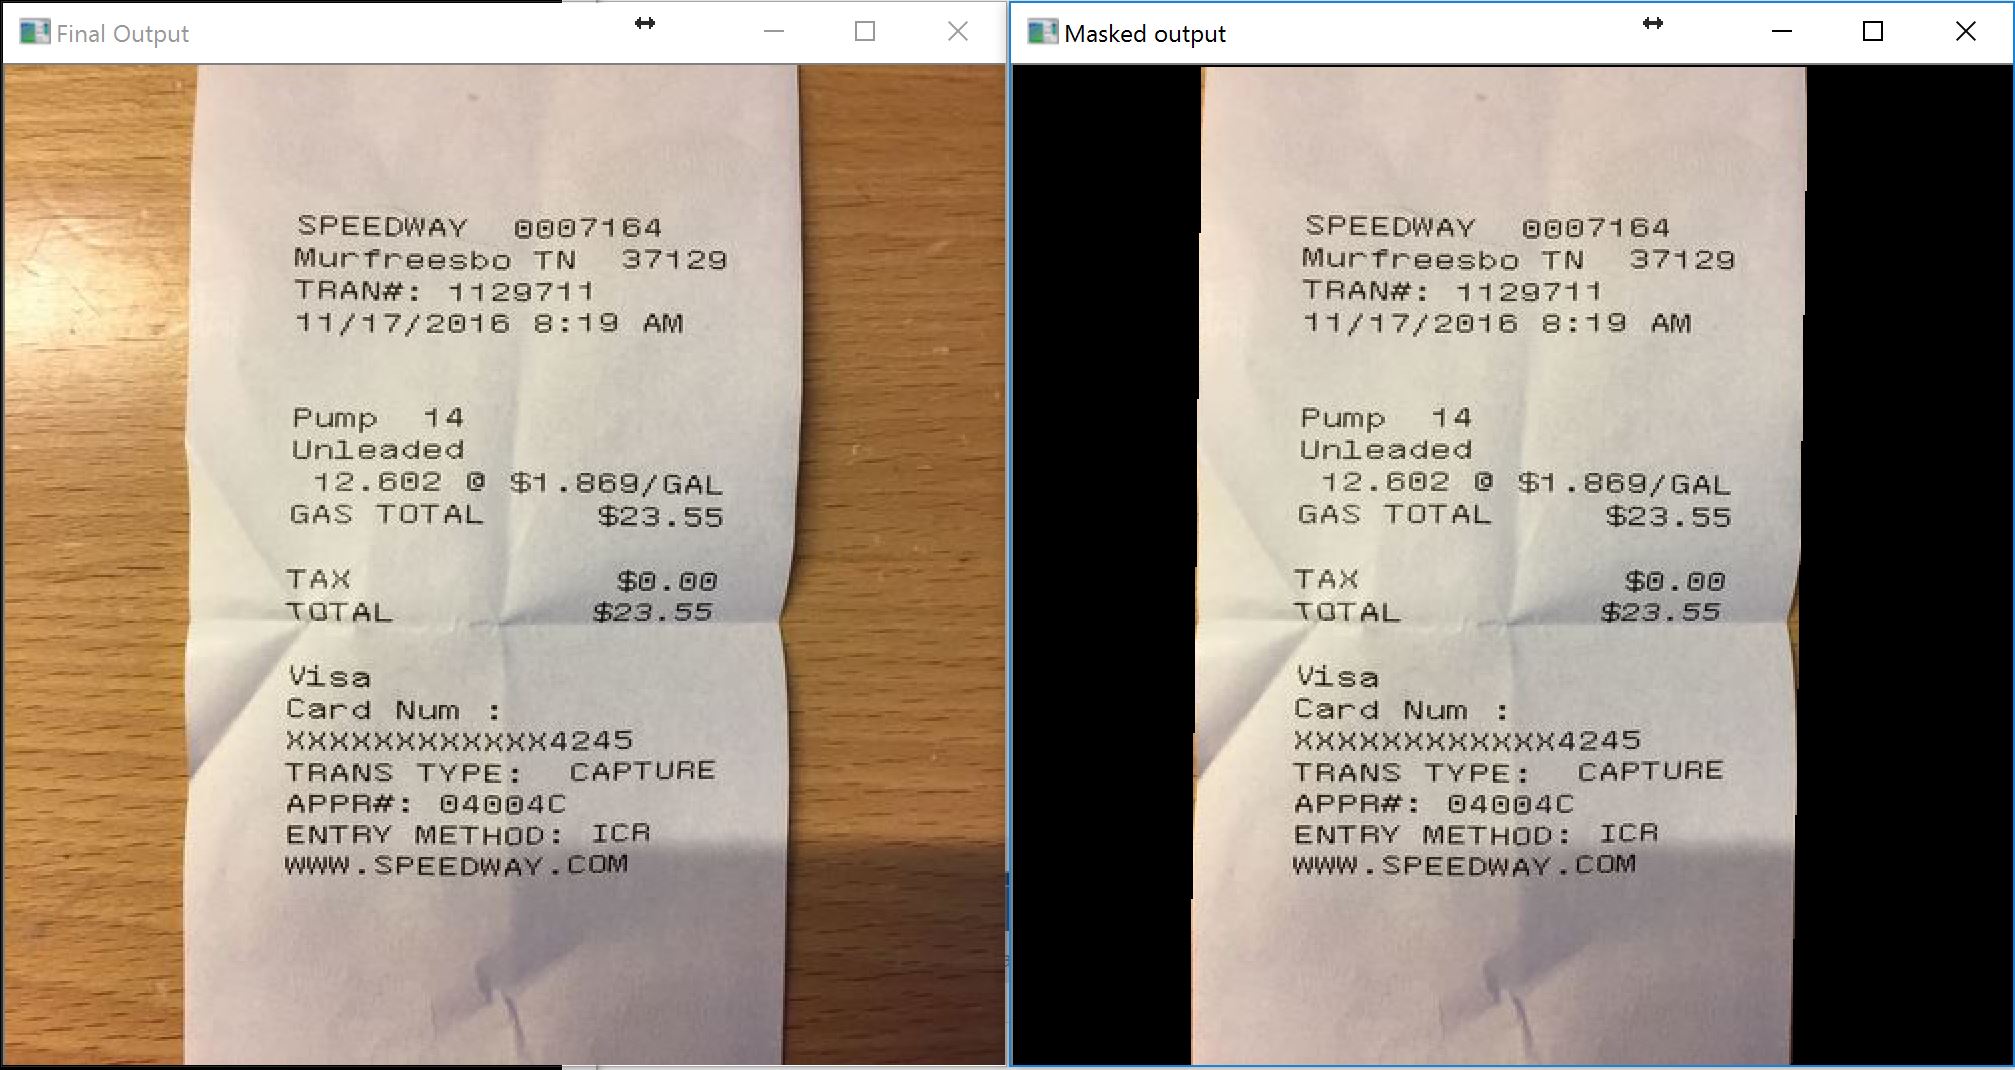 Final Output
SPEEDWAY 0007164
Murfreesbo TN 37129
TRAN#: 1129711
11/17/2016 8:19 AM
Pump 14
Unleaded
12.602 @ $1.869/GAL
GAS TOTAL $23.55
TAX $0.00
TOTAL $23.55
Visa
Card Num :
XXXXXXXXXXXX4245
TRANS TYPE: CAPTURE
APPR#: 04004C
ENTRY METHOD: ICR
WWW.SPEEDWAY.COM
Masked output
SPEEDWAY 0007164
Murfreesbo TN 37129
TRAN#: 1129711
11/17/2016 8:19 AM
Pump 14
Unleaded
12.602 @ $1.869/GAL
GAS TOTAL $23.55
TAX $0.00
TOTAL $23.55
Visa
Card Num :
XXXXXXXXXXXX4245
TRANS TYPE: CAPTURE
APPR#: 04004C
ENTRY METHOD: ICR
WWW.SPEEDWAY.COM